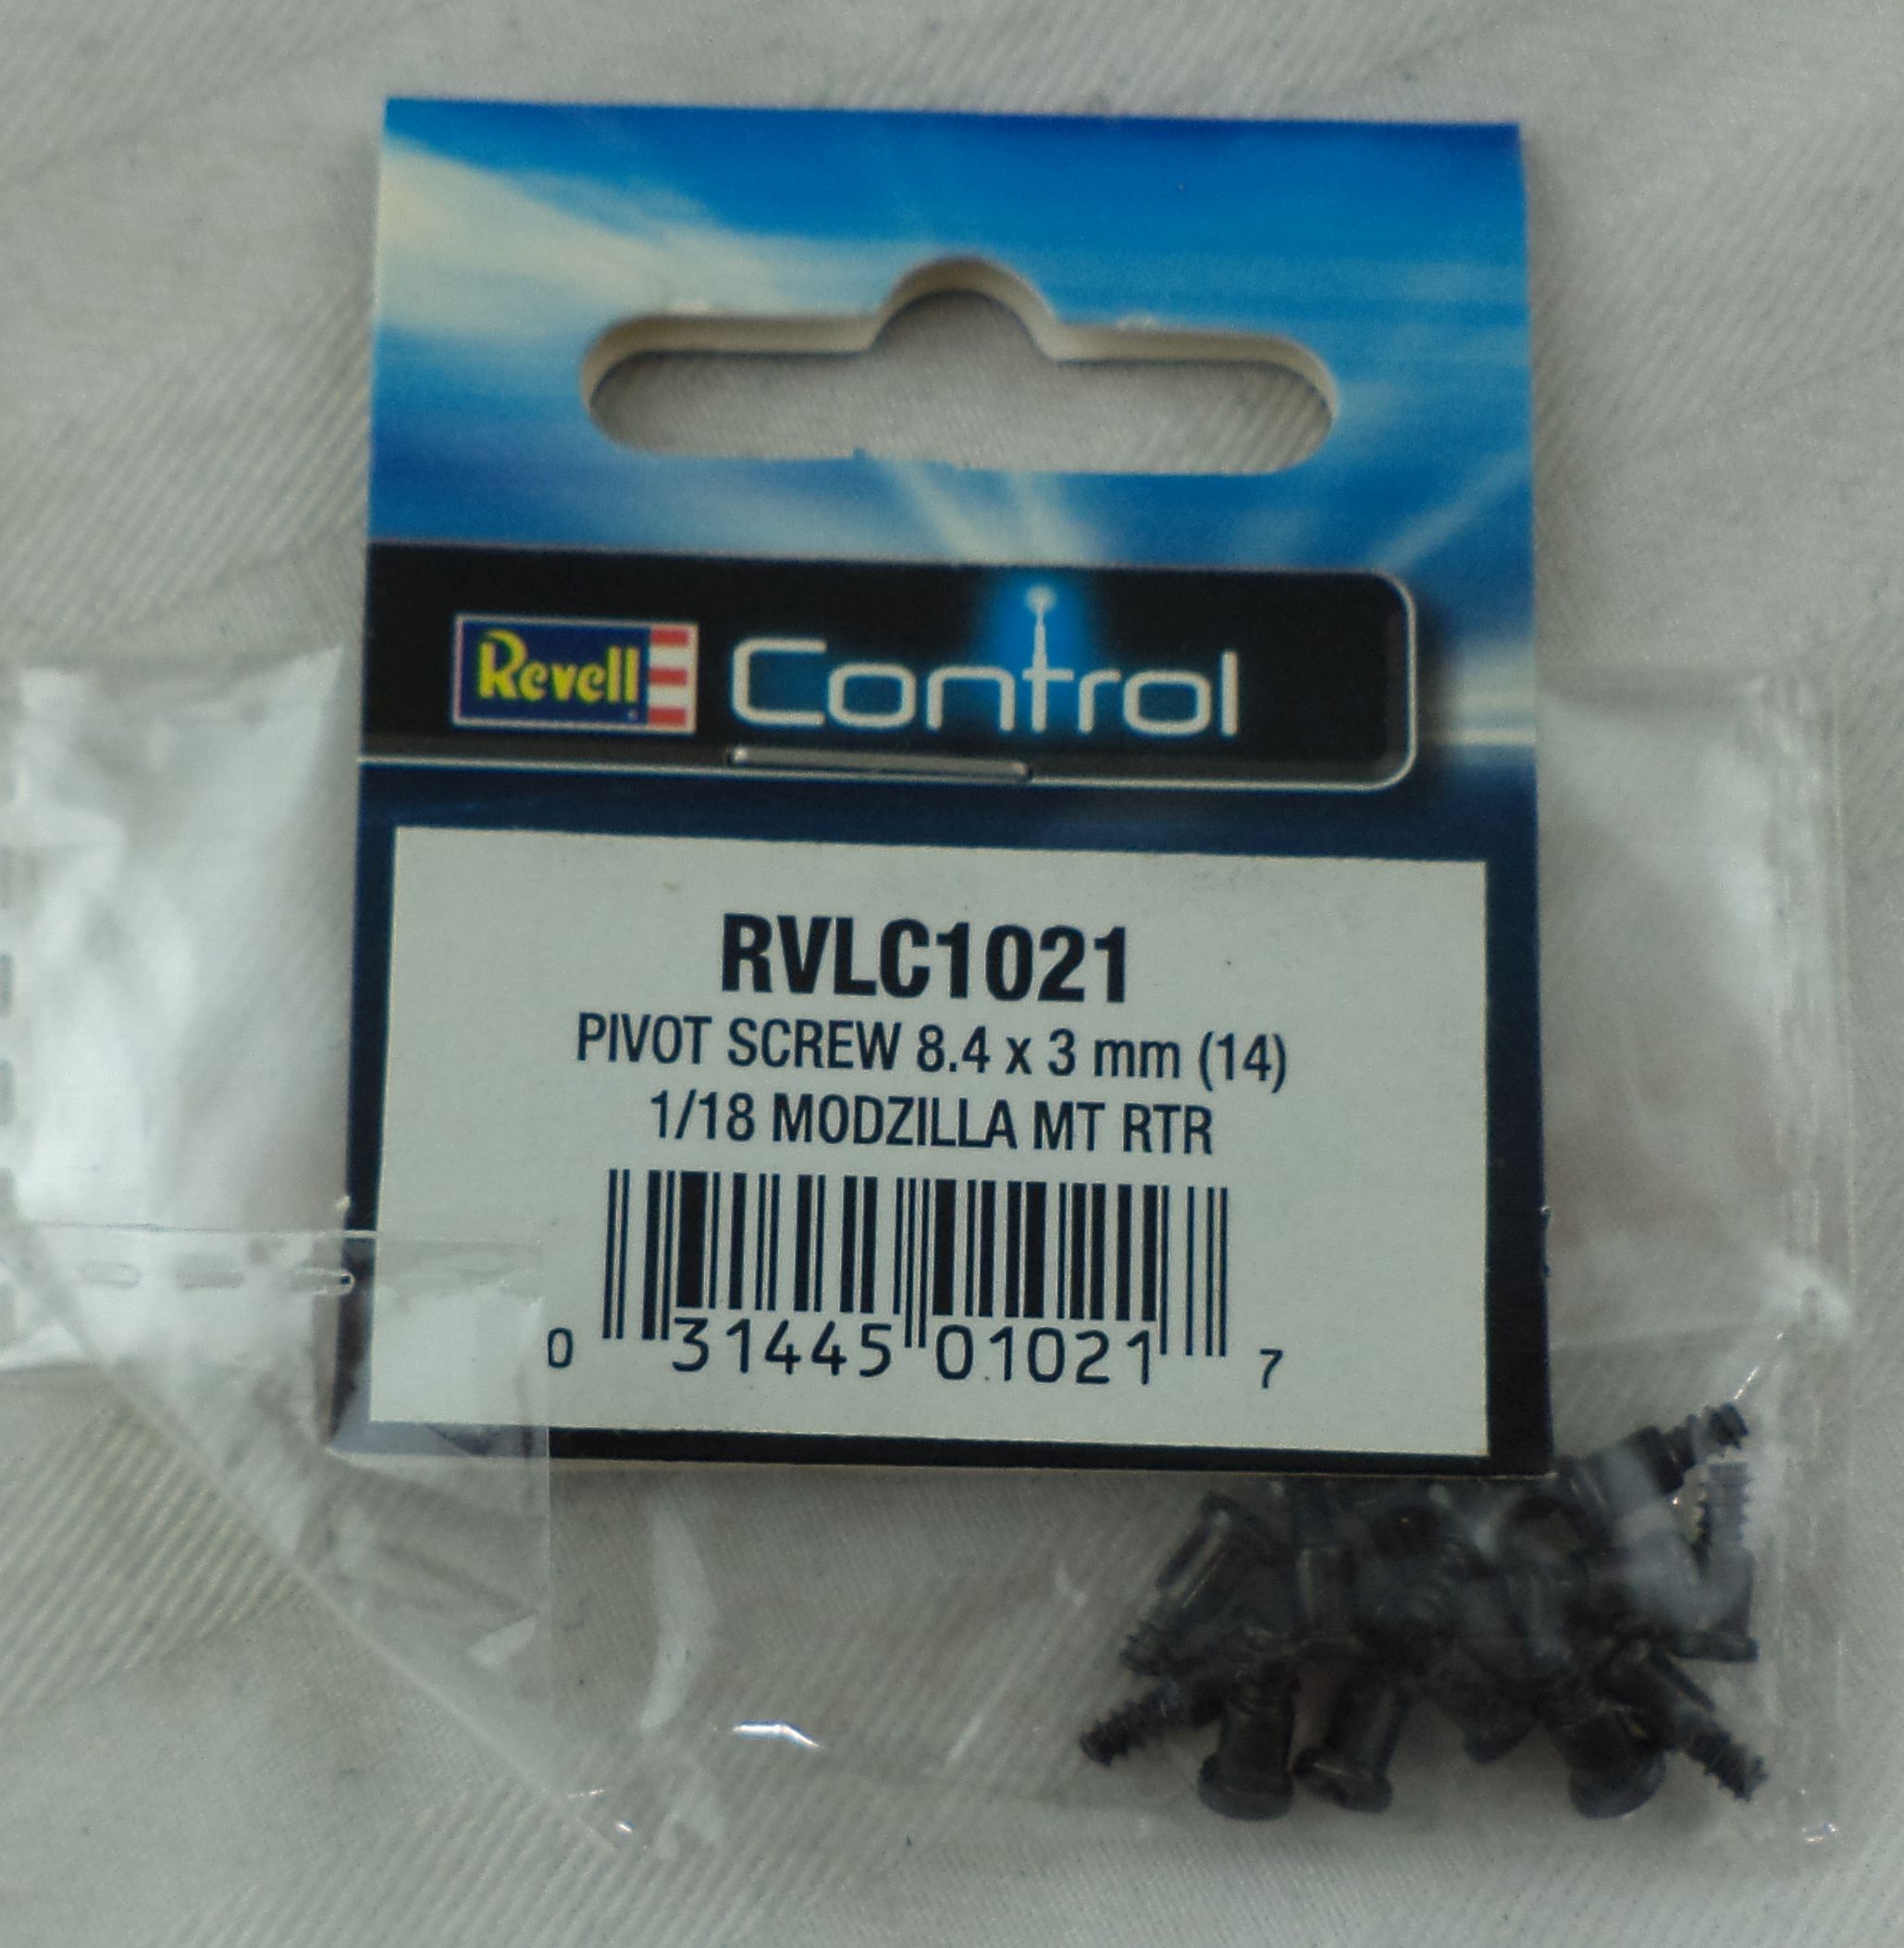 Revell Control
RVLC1021
PIVOT SCREW 8.4 x 3 mm (14)
1/18 MODZILLA MT RTR
0 31445 01021 7